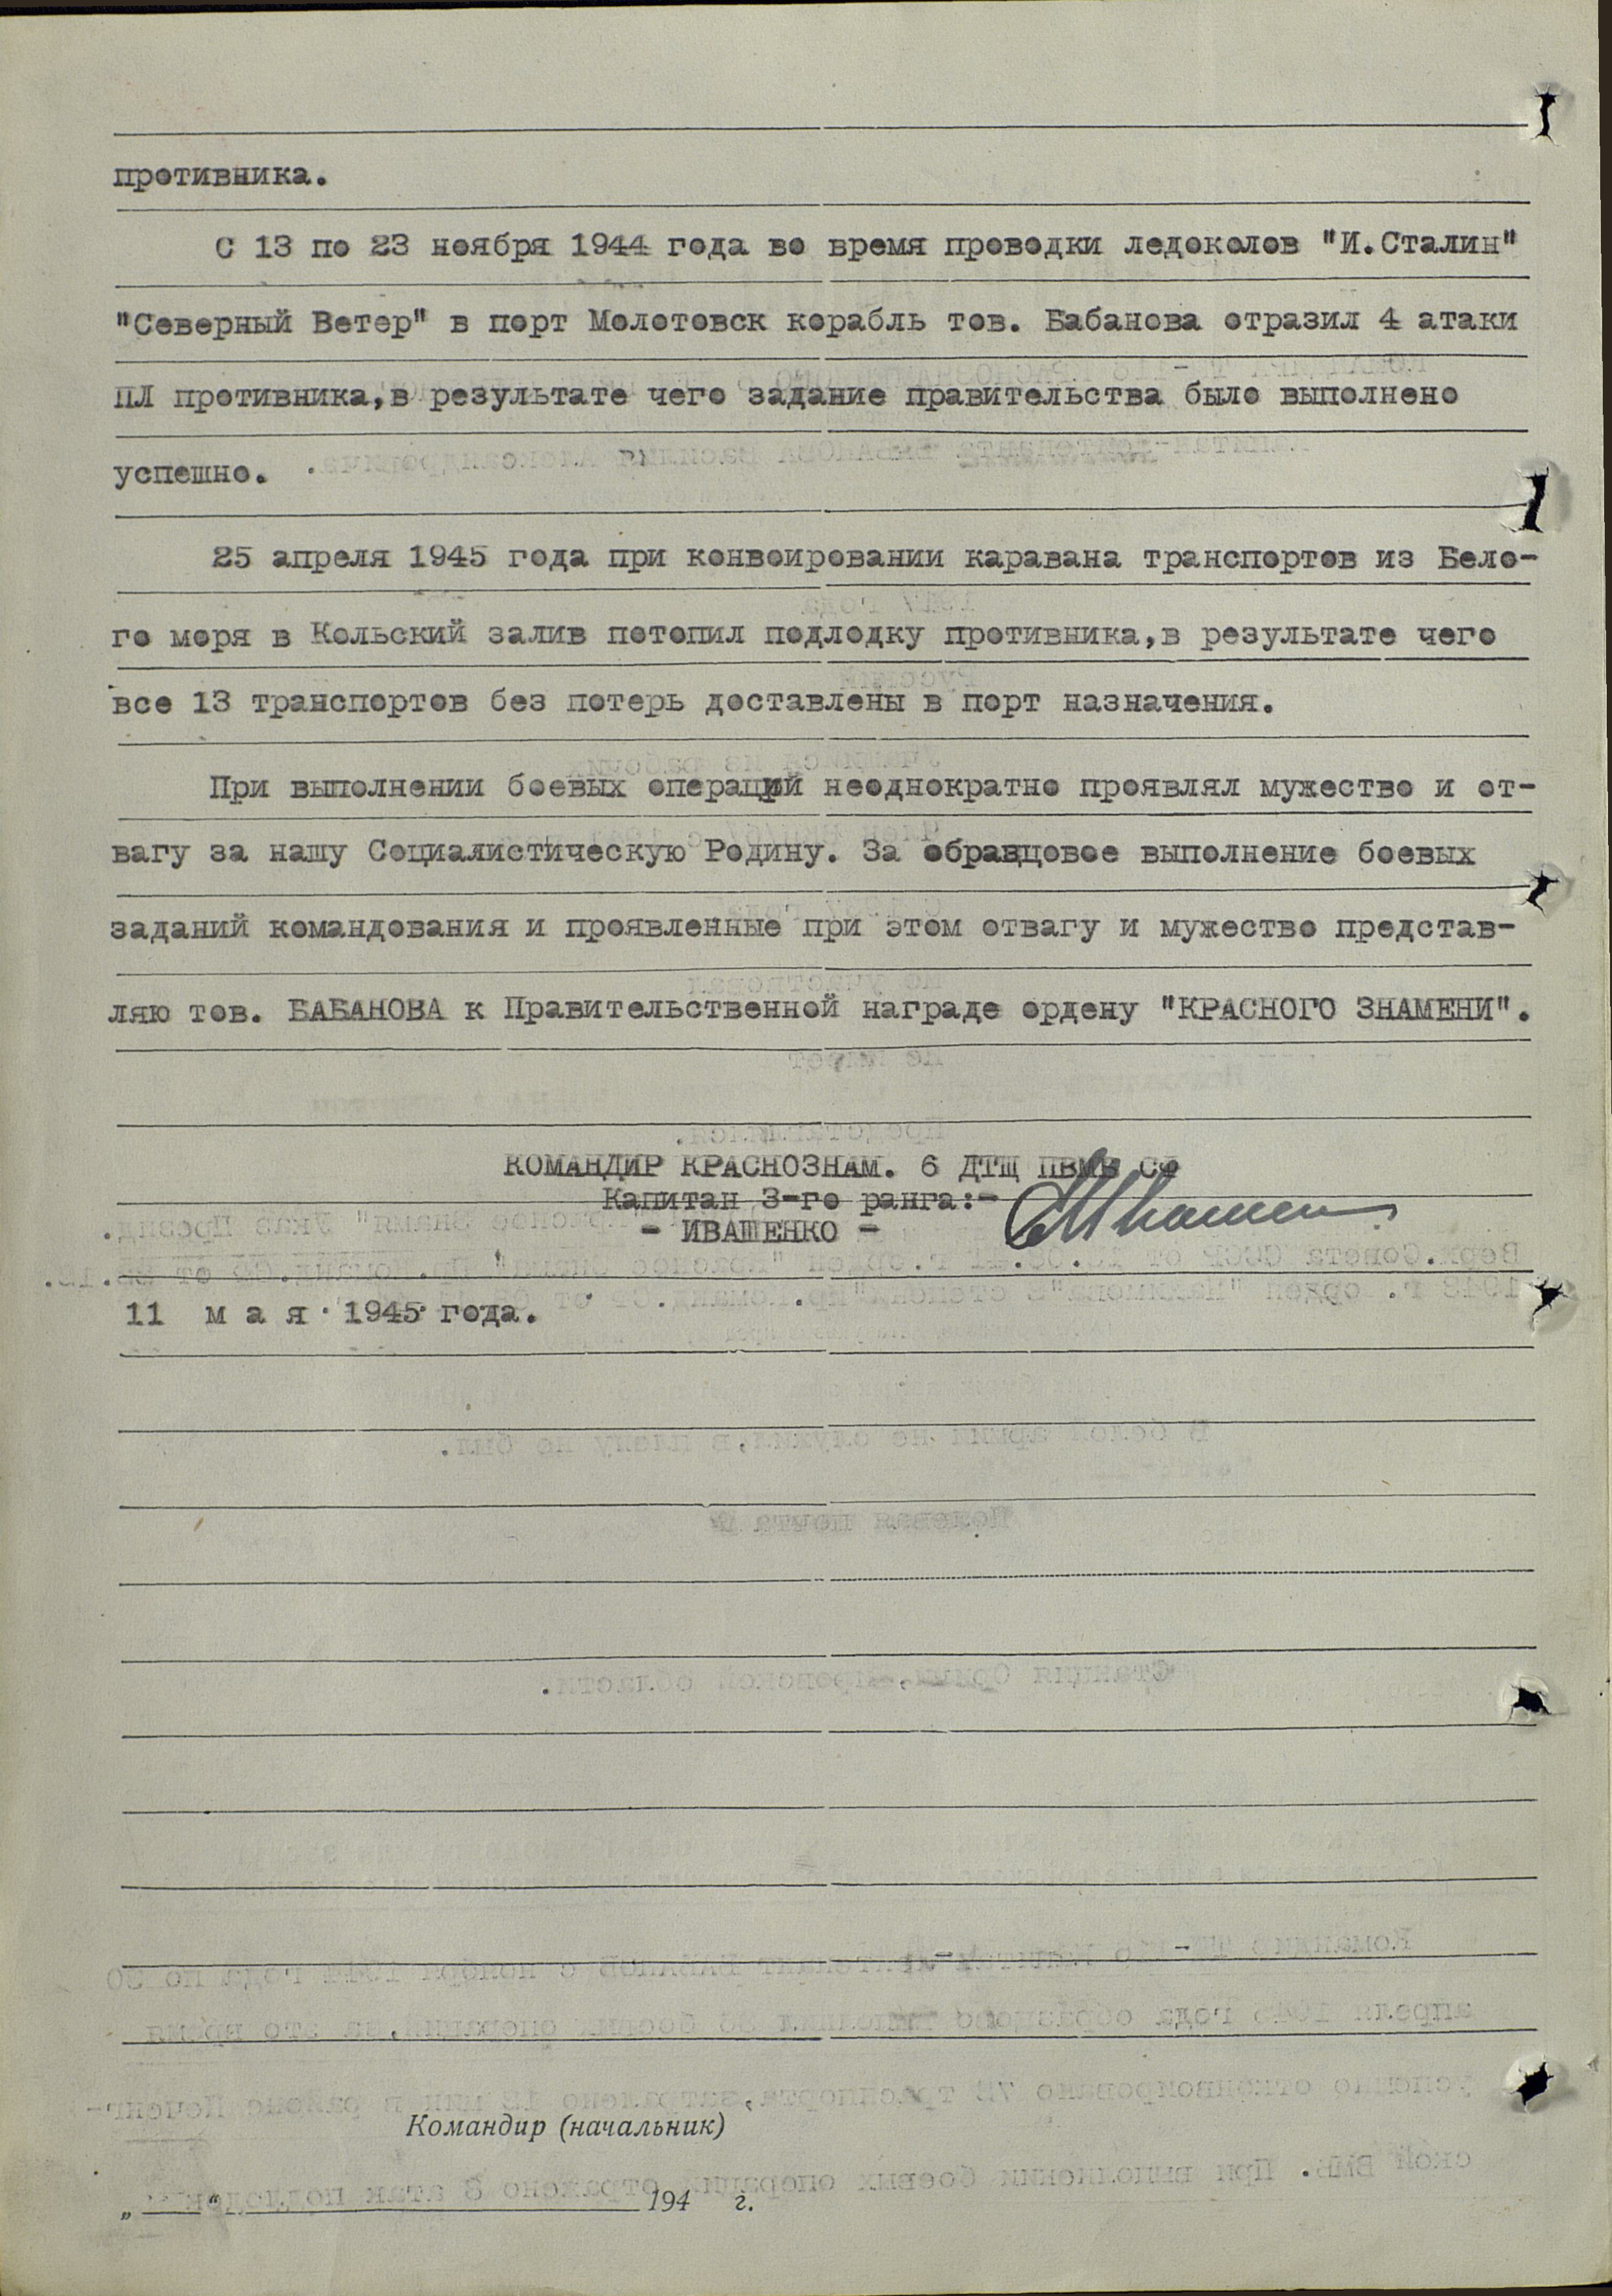 противника.
С 13 по 23 ноября 1944 года во время проводки ледоколов "И.Сталин"
"Северный Ветер" в порт Молотовск корабль тов. Бабанова отразил 4 атаки
ПЛ противника,в результате чего задание правительства было выполнено
успешно.
25 апреля 1945 года при конвоировании каравана транспортов из Бело-
го моря в Кольский залив потопил подлодку противника,в результате чего
все 13 транспортов без потерь доставлены в порт назначения.
При выполнении боевых операций неоднократно проявлял мужество и от-
вагу за нашу Социалистическую Родину. За образцовое выполнение боевых
заданий командования и проявленные при этом отвагу и мужество представ-
ляю тов. БАБАНОВА к Правительственной награде ордену "КРАСНОГО ЗНАМЕНИ".
КОМАНДИР КРАСНОЗНАМ. 6 ДТЩ ПВМБ СФ
Капитан 3-го ранга:-
- ИВАШЕНКО -
11 м а я 1945 года.
Командир (начальник)
„ “ 194 г.